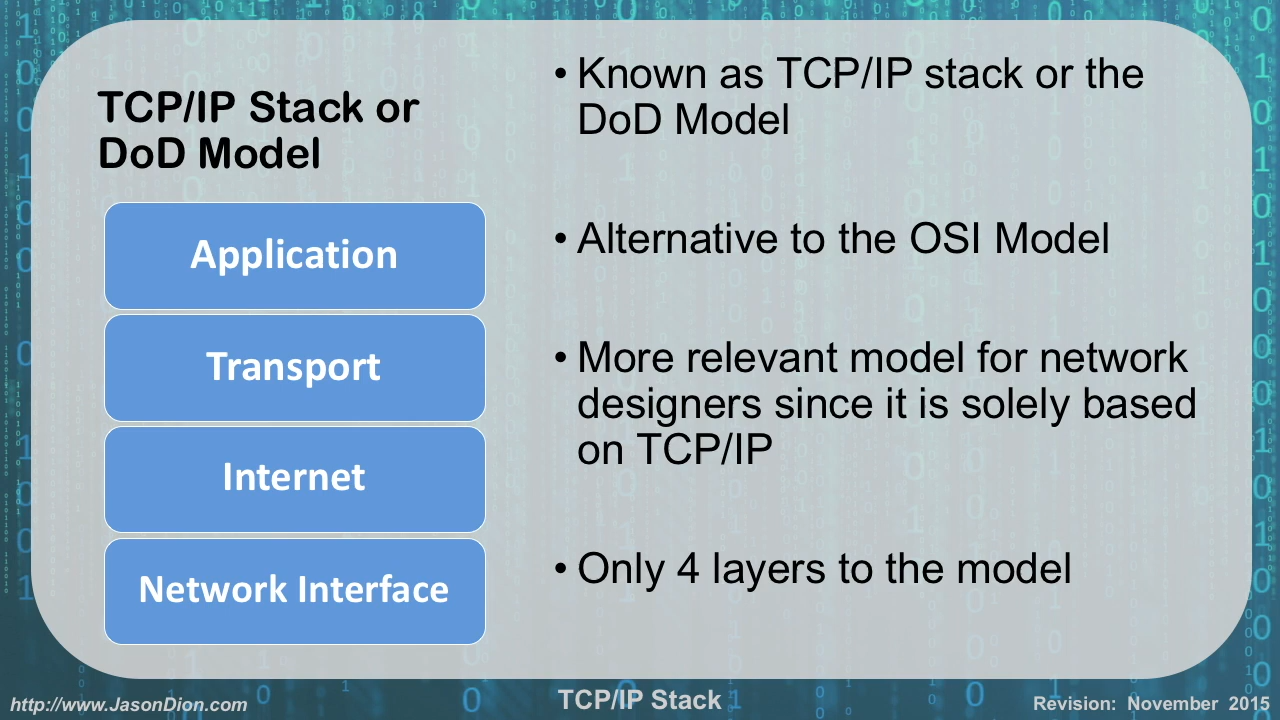 TCP/IP Stack or
DoD Model
Application
Transport
Internet
Network Interface
• Known as TCP/IP stack or the
DoD Model
• Alternative to the OSI Model
• More relevant model for network
designers since it is solely based
on TCP/IP
• Only 4 layers to the model
http://www.JasonDion.com
TCP/IP Stack
Revision: November 2015